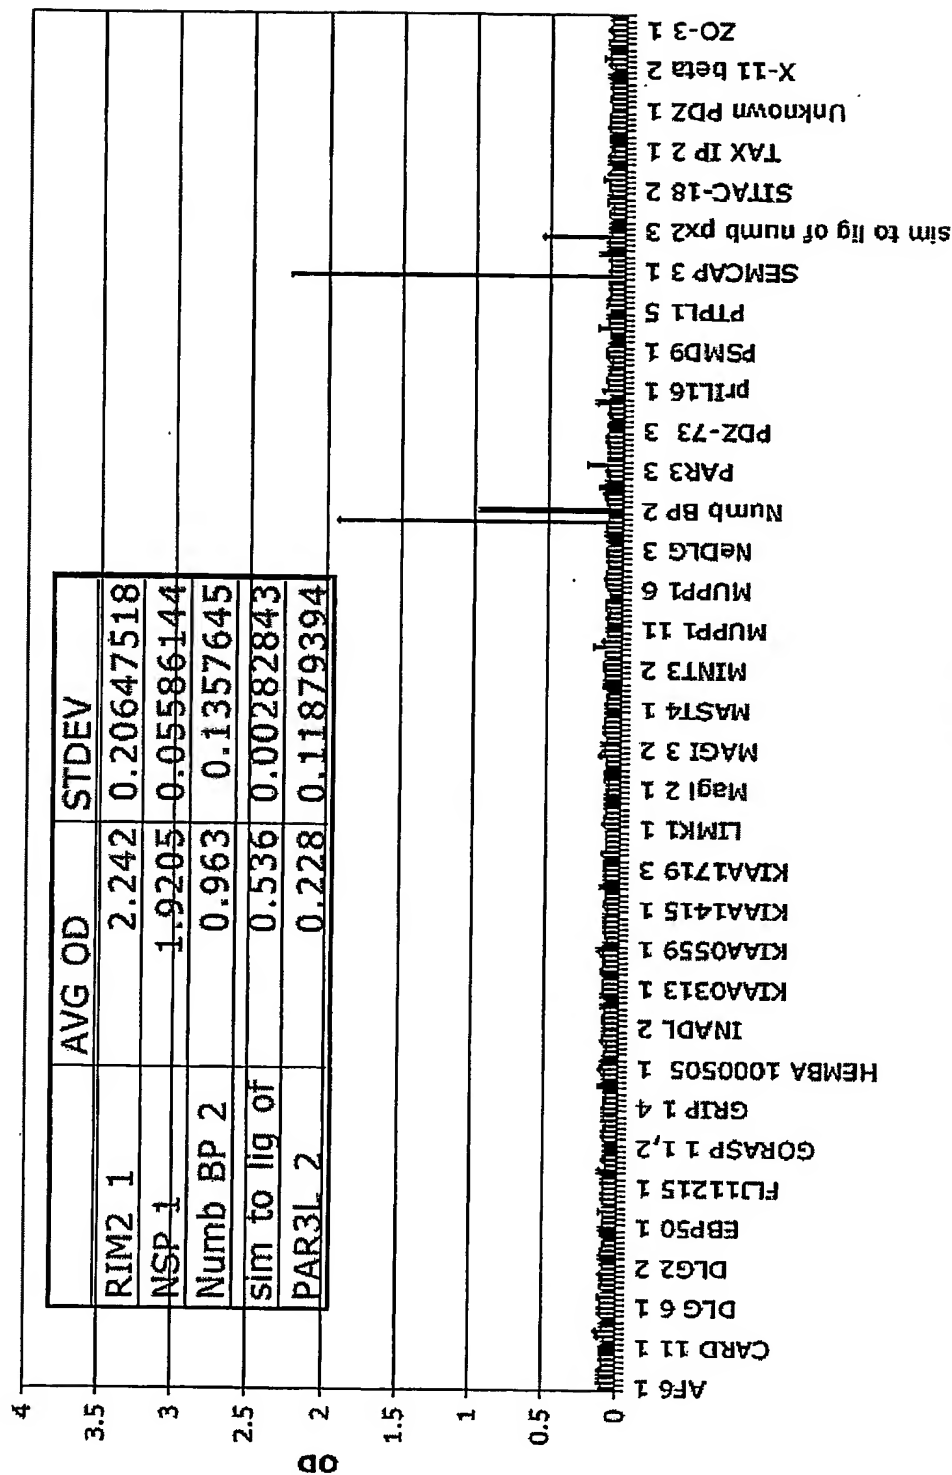 AVG OD STDEV
RIM2 1 2.242 0.20647518
NSP 1 1.9205 0.05586144
Numb BP 2 0.963 0.1357645
sim to lig of 0.536 0.00282843
PAR3L 2 0.228 0.11879394
4
3.5
3
2.5
2
1.5
1
0.5
0
OD
AF6 1
CARD 11 1
DLG 6 1
DLG2 2
EBP50 1
FLJ11215 1
GORASP 1 1,2
GRIP 1 4
HEMBA 1000505 1
INADL 2
KIAA0313 1
KIAA0559 1
KIAA1415 1
KIAA1719 3
LIMK1 1
MagI 2 1
MAGI 3 2
MAST4 1
MINT3 2
MUPP1 11
MUPP1 6
NeDLG 3
Numb BP 2
PAR3 3
PDZ-73 3
prIL16 1
PSMD9 1
PTPL1 5
SEMCAP 3 1
sim to lig of numb px2 3
SITAC-18 2
TAX IP 2 1
Unknown PDZ 1
X-11 beta 2
ZO-3 1